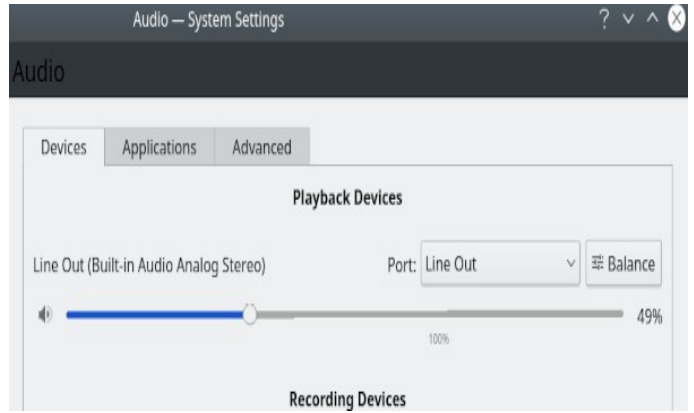 Audio — System Settings
?
Audio
Devices Applications Advanced
Playback Devices
Line Out (Built-in Audio Analog Stereo) Port: Line Out Balance
49%
100%
Recording Devices